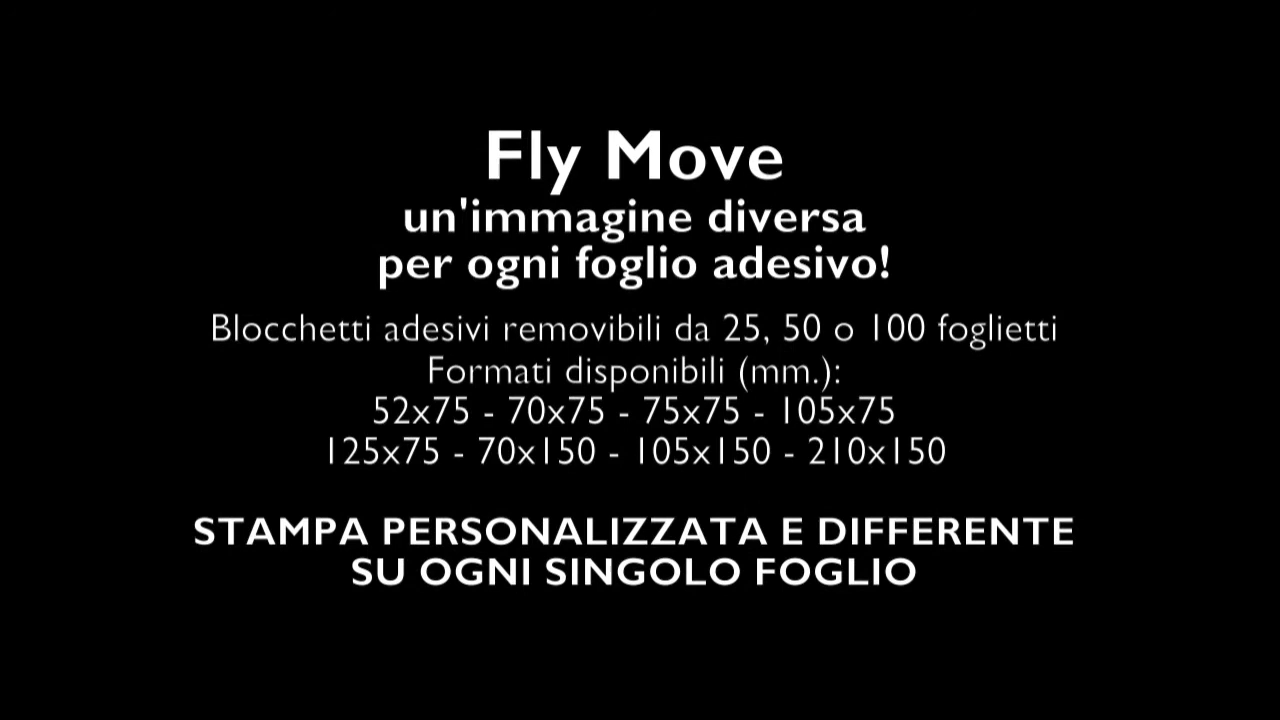 Fly Move
un'immagine diversa
per ogni foglio adesivo!
Blocchetti adesivi removibili da 25, 50 o 100 foglietti
Formati disponibili (mm.):
52x75 - 70x75 - 75x75 - 105x75
125x75 - 70x150 - 105x150 - 210x150
STAMPA PERSONALIZZATA E DIFFERENTE
SU OGNI SINGOLO FOGLIO